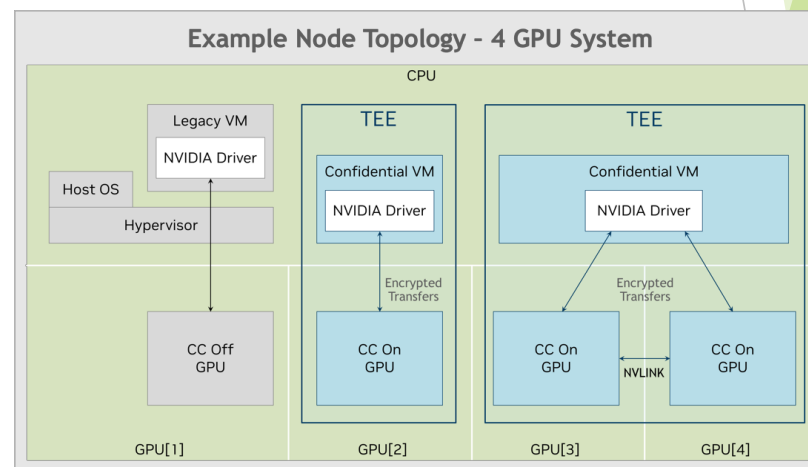 Example Node Topology – 4 GPU System
CPU
Legacy VM
NVIDIA Driver
Host OS
Hypervisor
CC Off
GPU
GPU[1]
TEE
Confidential VM
NVIDIA Driver
Encrypted
Transfers
CC On
GPU
GPU[2]
TEE
Confidential VM
NVIDIA Driver
Encrypted
Transfers
CC On
GPU
NVLINK
CC On
GPU
GPU[3]
GPU[4]